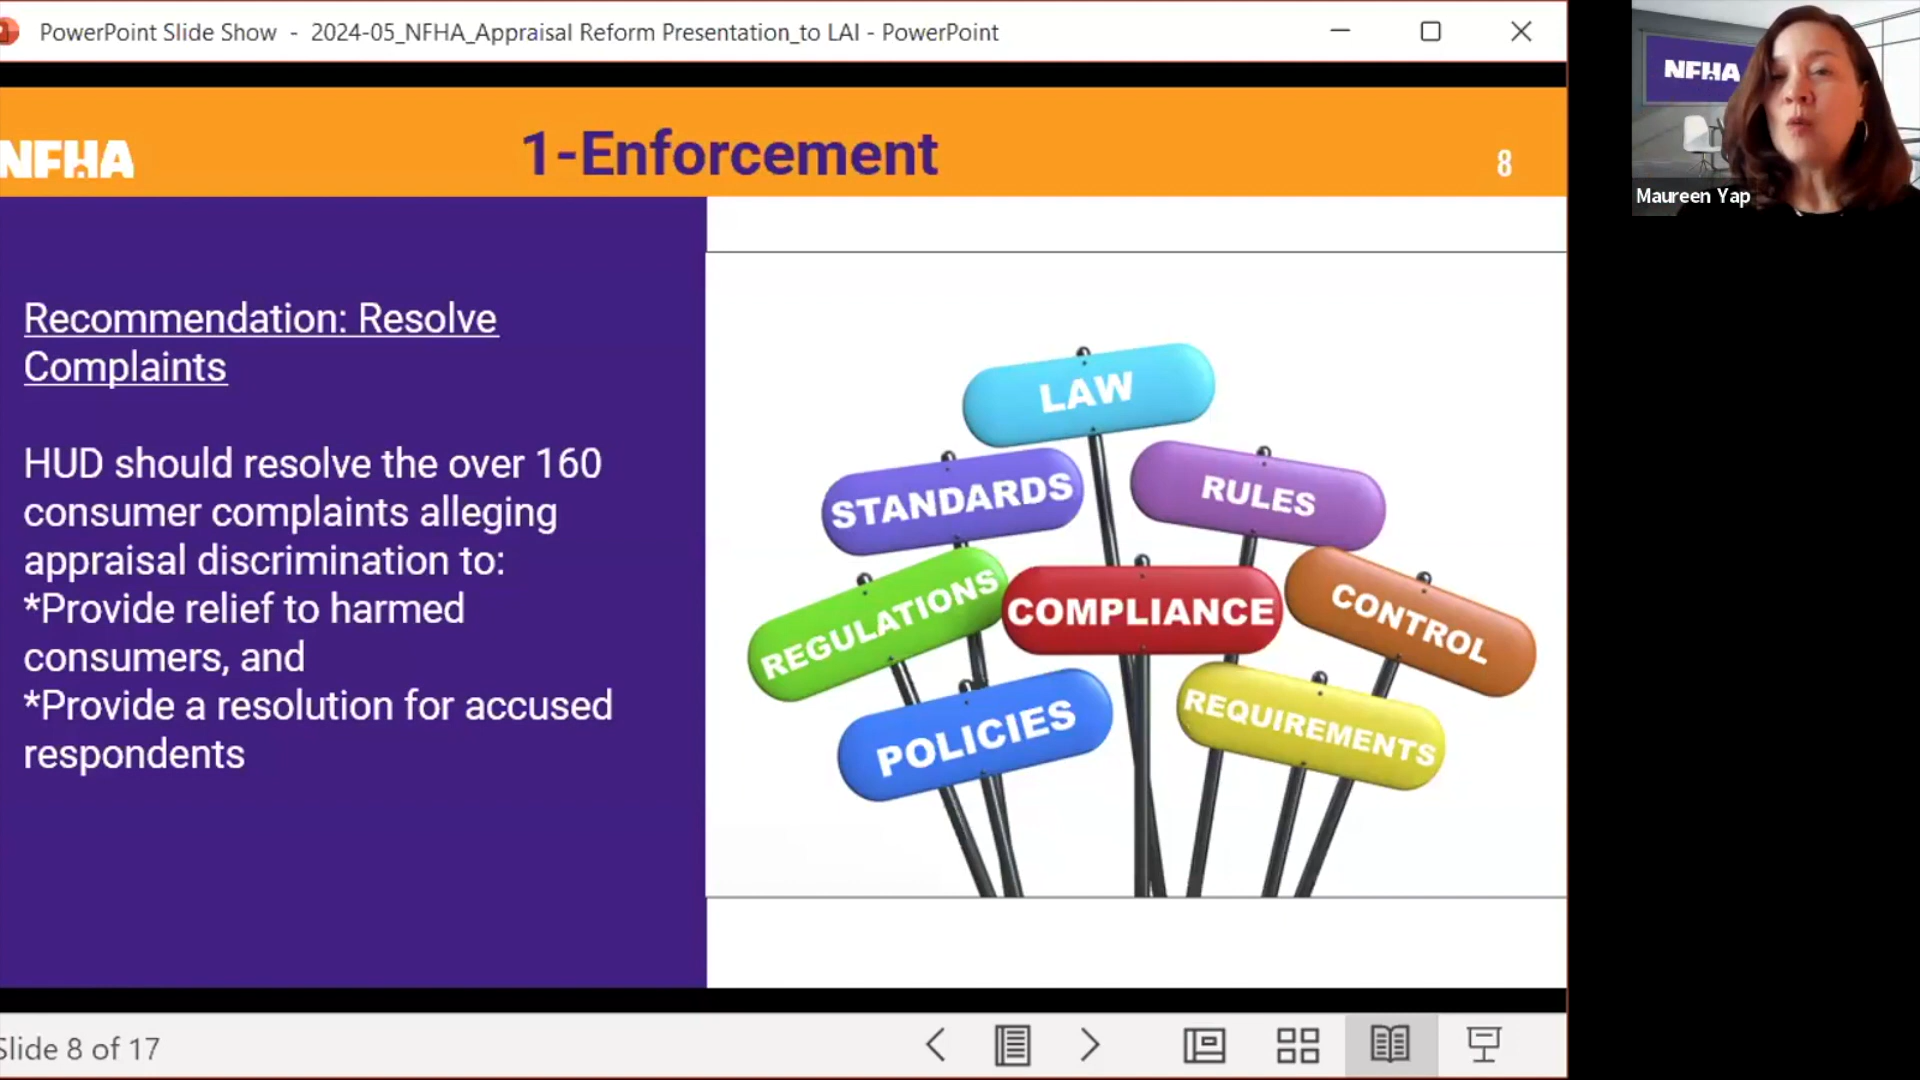 PowerPoint Slide Show - 2024-05_NFHA_Appraisal Reform Presentation_to LAI - PowerPoint
NFHA
1-Enforcement
8
Recommendation: Resolve
Complaints
HUD should resolve the over 160
consumer complaints alleging
appraisal discrimination to:
*Provide relief to harmed
consumers, and
*Provide a resolution for accused
respondents
LAW
STANDARDS
RULES
REGULATIONS
COMPLIANCE
CONTROL
POLICIES
REQUIREMENTS
Slide 8 of 17
NFHA
Maureen Yap